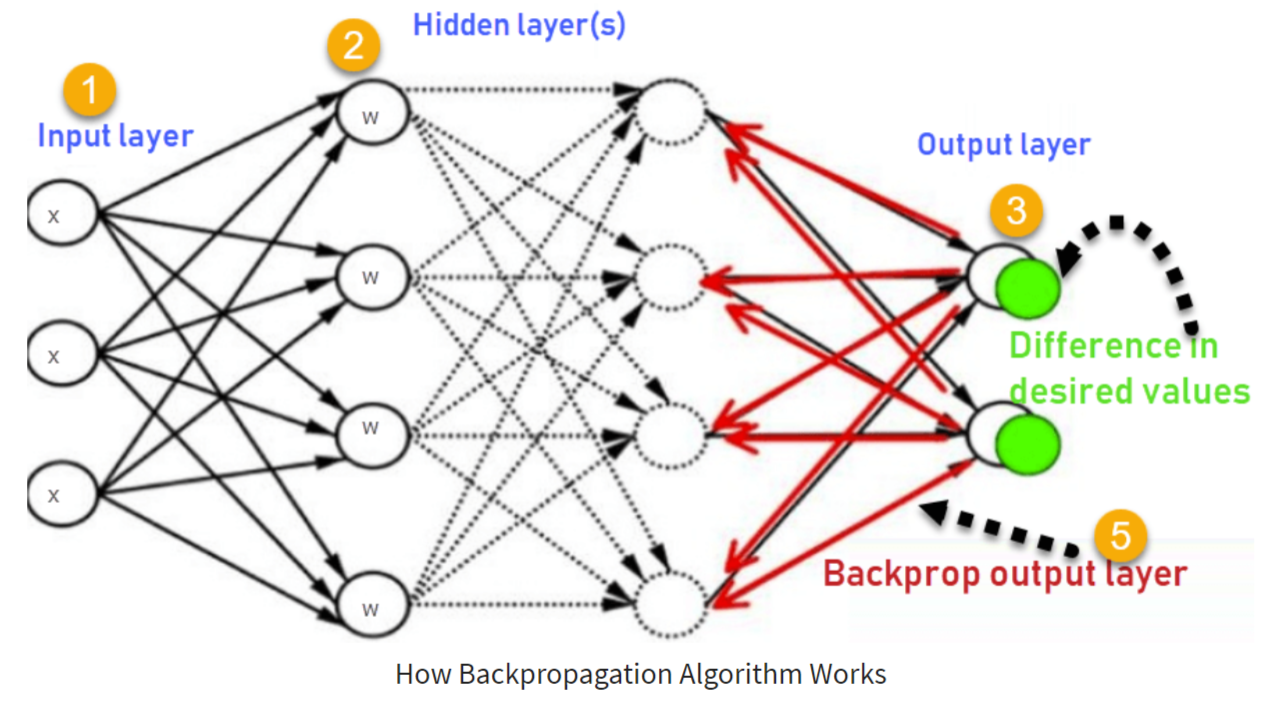 Hidden layer(s)
2
1
Input layer
Output layer
3
x
x
x
w
w
w
w
Difference in
desired values
5
Backprop output layer
How Backpropagation Algorithm Works